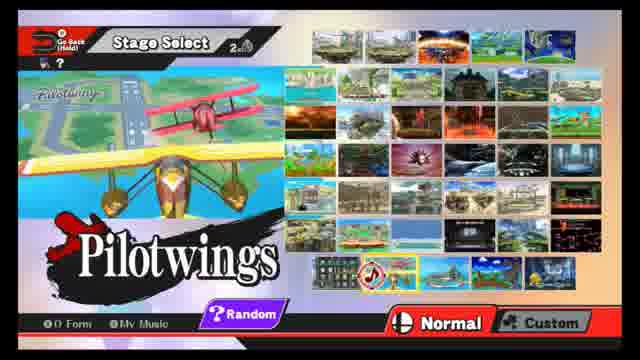 Go Back
(Hold)
Stage Select
2
?
Pilotwings
Pilotwings
Ω Form
My Music
? Random
Normal
Custom